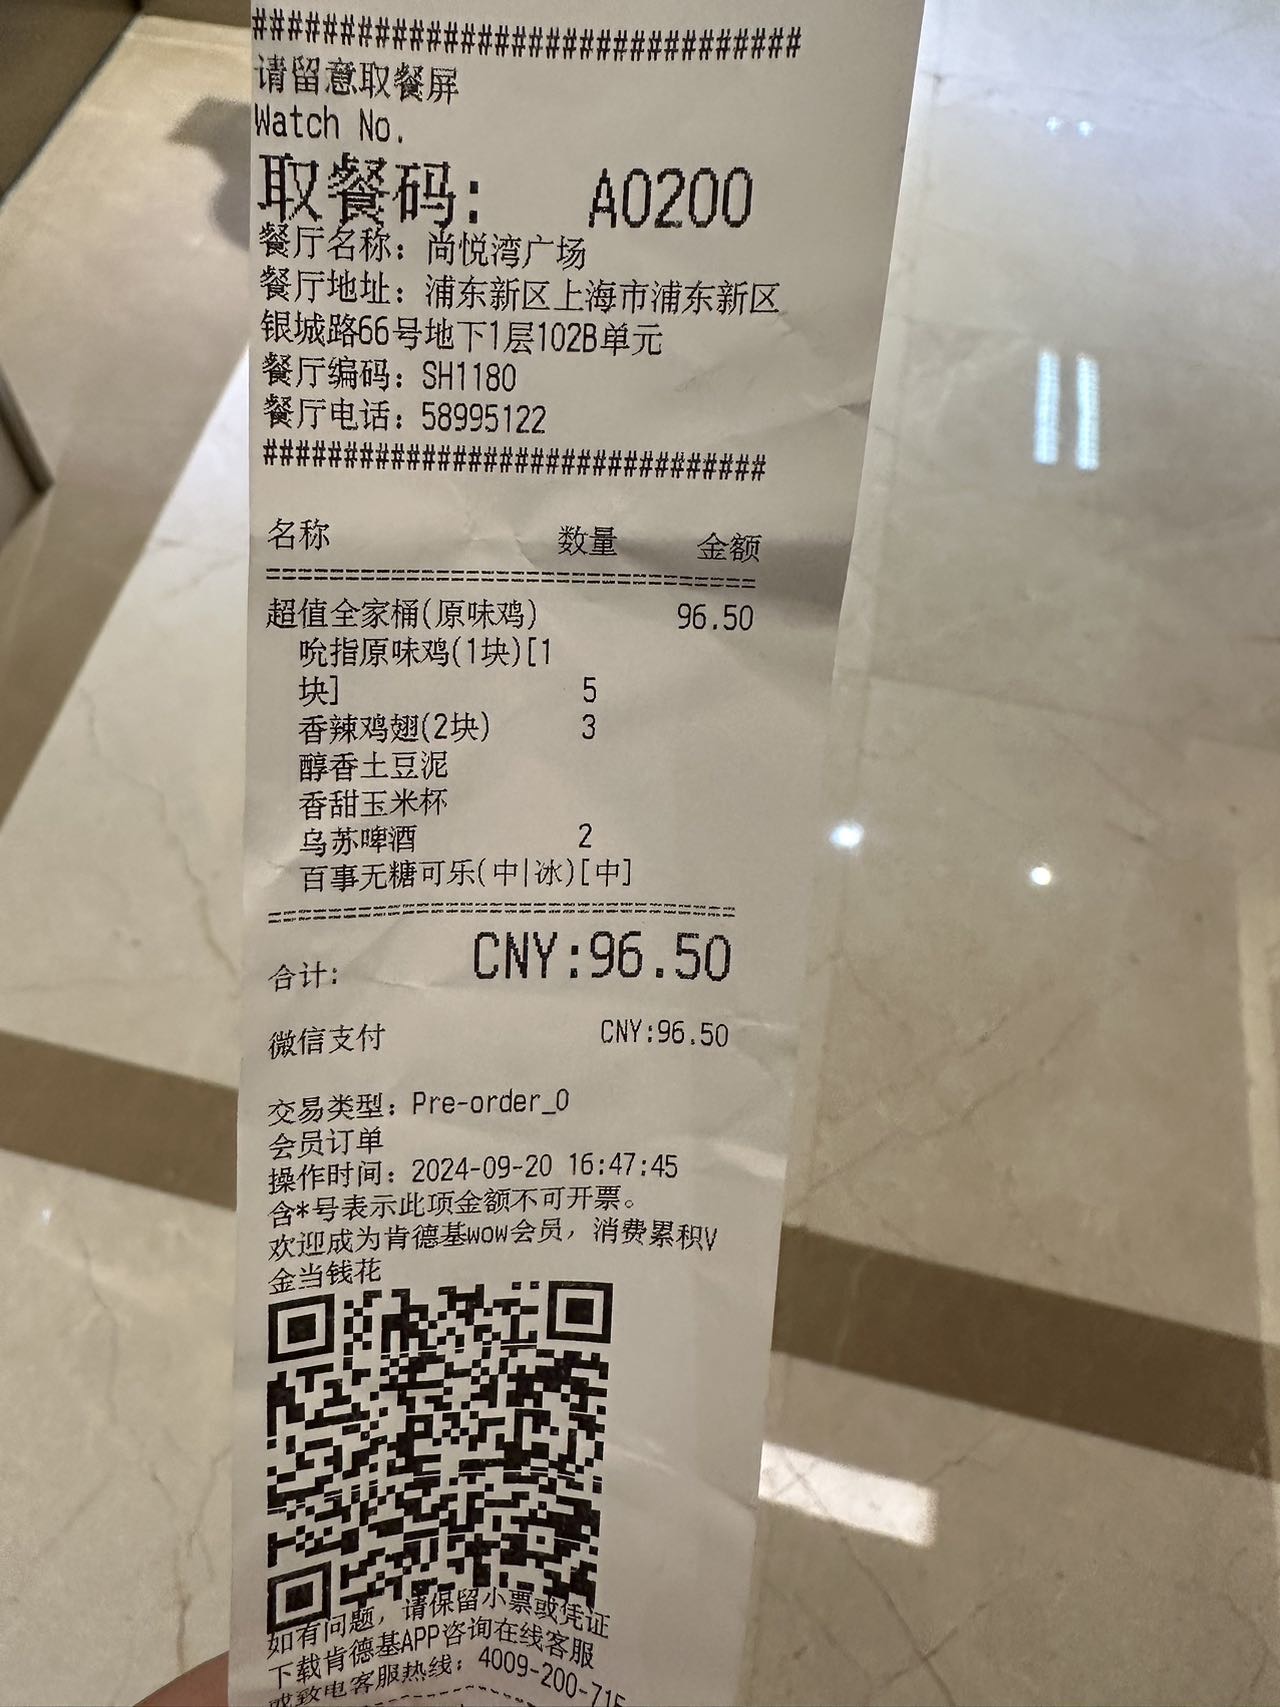 ################################
请留意取餐屏
Watch No.
取餐码: A0200
餐厅名称: 尚悦湾广场
餐厅地址: 浦东新区上海市浦东新区
银城路66号地下1层102B单元
餐厅编码: SH1180
餐厅电话: 58995122
################################
名称 数量 金额
================================
超值全家桶(原味鸡) 96.50
吮指原味鸡(1块)[1
块] 5
香辣鸡翅(2块) 3
醇香土豆泥
香甜玉米杯
乌苏啤酒 2
百事无糖可乐(中|冰)[中]
================================
合计: CNY:96.50
微信支付 CNY:96.50
交易类型: Pre-order_0
会员订单
操作时间: 2024-09-20 16:47:45
含*号表示此项金额不可开票。
欢迎成为肯德基wow会员, 消费累积V
金当钱花
如有问题, 请保留小票或凭证
下载肯德基APP咨询在线客服
或致电客服热线: 4009-200-715